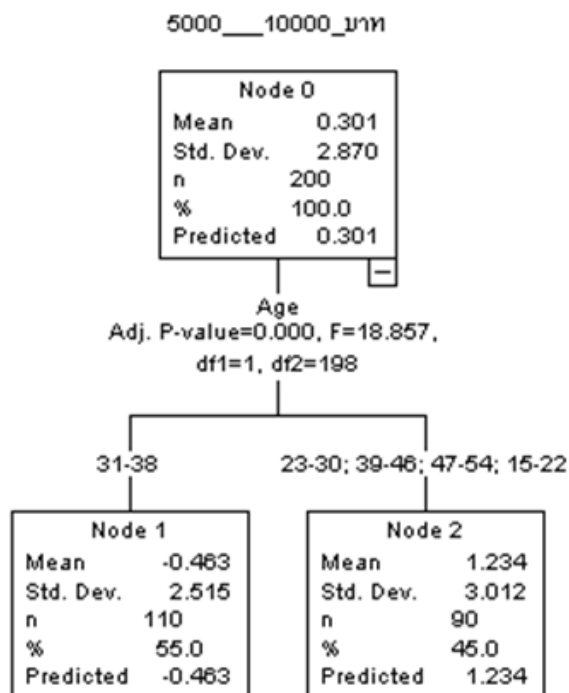 5000___10000_บาท
Node 0
Mean 0.301
Std. Dev. 2.870
n 200
% 100.0
Predicted 0.301
Age
Adj. P-value=0.000, F=18.857,
df1=1, df2=198
31-38
23-30; 39-46; 47-54; 15-22
Node 1
Mean -0.463
Std. Dev. 2.515
n 110
% 55.0
Predicted -0.463
Node 2
Mean 1.234
Std. Dev. 3.012
n 90
% 45.0
Predicted 1.234